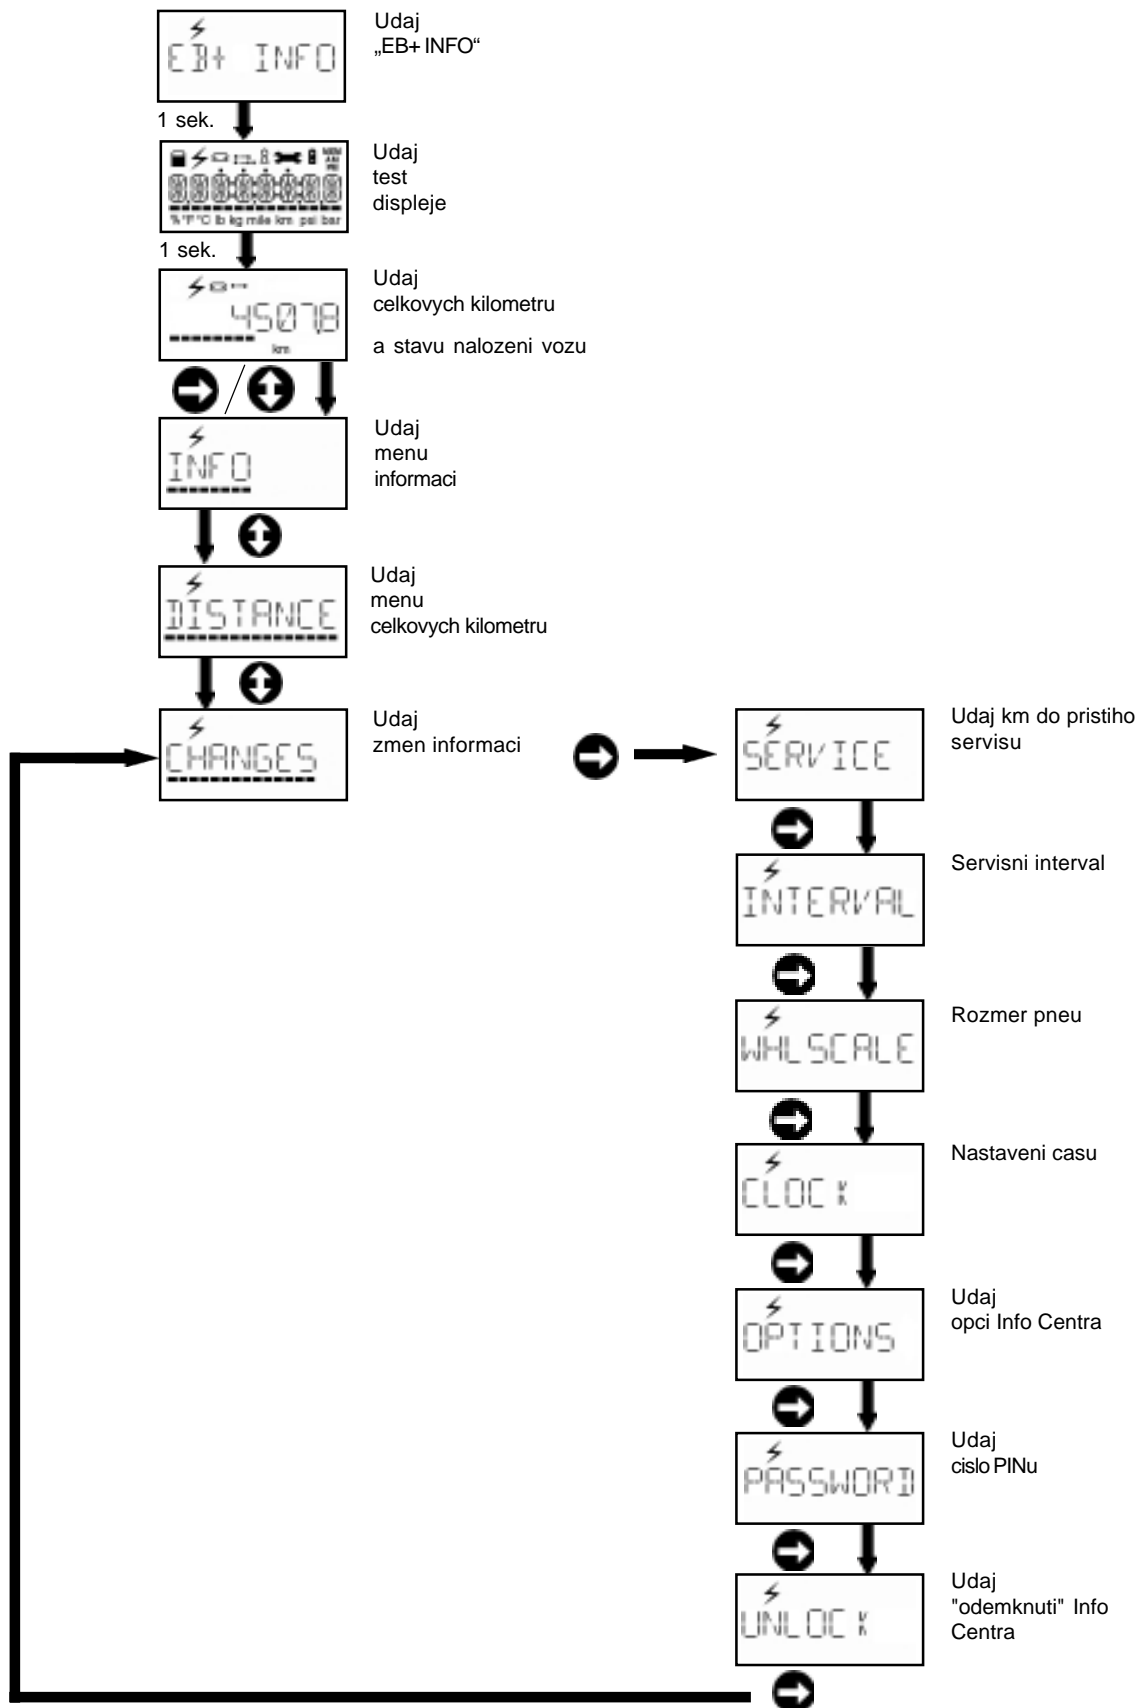 EB+ INFO
Udaj
„EB+ INFO“
1 sek.
%°F°C lb kg mile km psi bar
Udaj
test
displeje
1 sek.
45078
km
Udaj
celkovych kilometru
a stavu nalozeni vozu
INFO
Udaj
menu
informaci
DISTANCE
Udaj
menu
celkovych kilometru
CHANGES
Udaj
zmen informaci
SERVICE
Udaj km do pristiho
servisu
INTERVAL
Servisni interval
WHLSCALE
Rozmer pneu
CLOCK
Nastaveni casu
OPTIONS
Udaj
opci Info Centra
PASSWORD
Udaj
cislo PINu
UNLOCK
Udaj
"odemknuti" Info
Centra